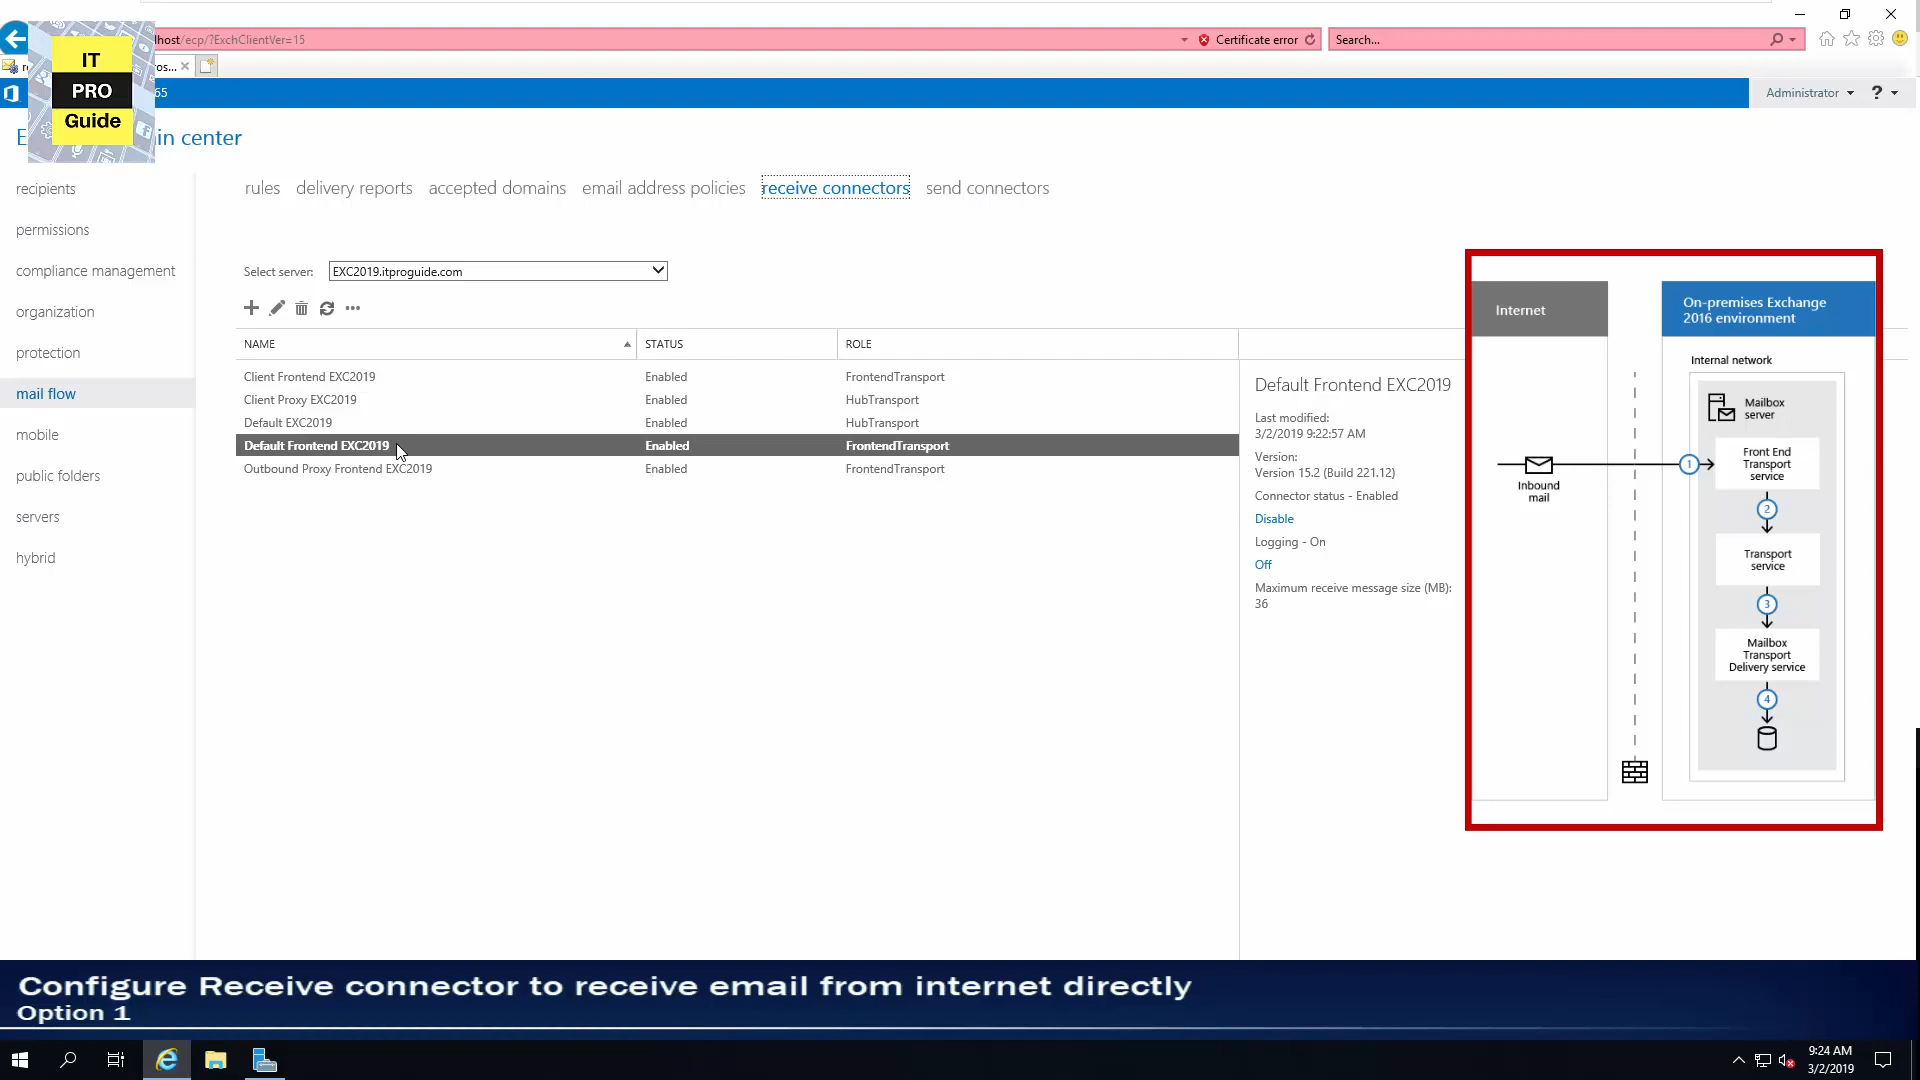 lhost/ecp/?ExchClientVer=15
Certificate error
Search...
IT
PRO
Guide
os...
65
Administrator
?
E
in center
recipients
permissions
compliance management
organization
protection
mail flow
mobile
public folders
servers
hybrid
rules delivery reports accepted domains email address policies receive connectors send connectors
Select server: EXC2019.itproguide.com
NAME STATUS ROLE
Client Frontend EXC2019 Enabled FrontendTransport
Client Proxy EXC2019 Enabled HubTransport
Default EXC2019 Enabled HubTransport
Default Frontend EXC2019 Enabled FrontendTransport
Outbound Proxy Frontend EXC2019 Enabled FrontendTransport
Default Frontend EXC2019
Last modified:
3/2/2019 9:22:57 AM
Version:
Version 15.2 (Build 221.12)
Connector status - Enabled
Disable
Logging - On
Off
Maximum receive message size (MB):
36
Internet
On-premises Exchange
2016 environment
Internal network
Mailbox
server
Inbound
mail
1
Front End
Transport
service
2
Transport
service
3
Mailbox
Transport
Delivery service
4
Configure Receive connector to receive email from internet directly
Option 1
9:24 AM
3/2/2019